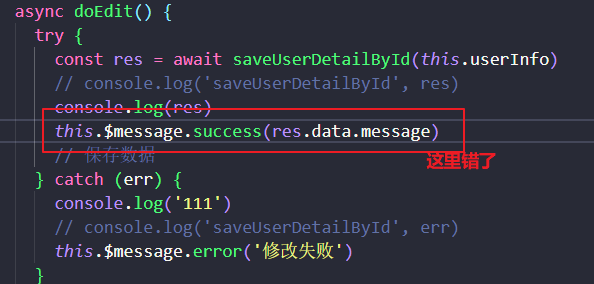 async doEdit() {
try {
const res = await saveUserDetailById(this.userInfo)
// console.log('saveUserDetailById', res)
console.log(res)
this.$message.success(res.data.message)
// 保存数据
这里错了
} catch (err) {
console.log('111')
// console.log('saveUserDetailById', err)
this.$message.error('修改失败')
}